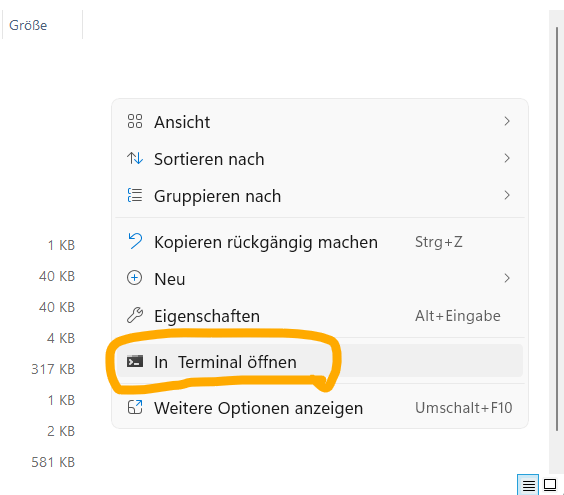 Größe
Ansicht
Sortieren nach
Gruppieren nach
1 KB
Kopieren rückgängig machen Strg+Z
40 KB
Neu
40 KB
Eigenschaften Alt+Eingabe
4 KB
In  Terminal öffnen
317 KB
1 KB
Weitere Optionen anzeigen Umschalt+F10
2 KB
581 KB